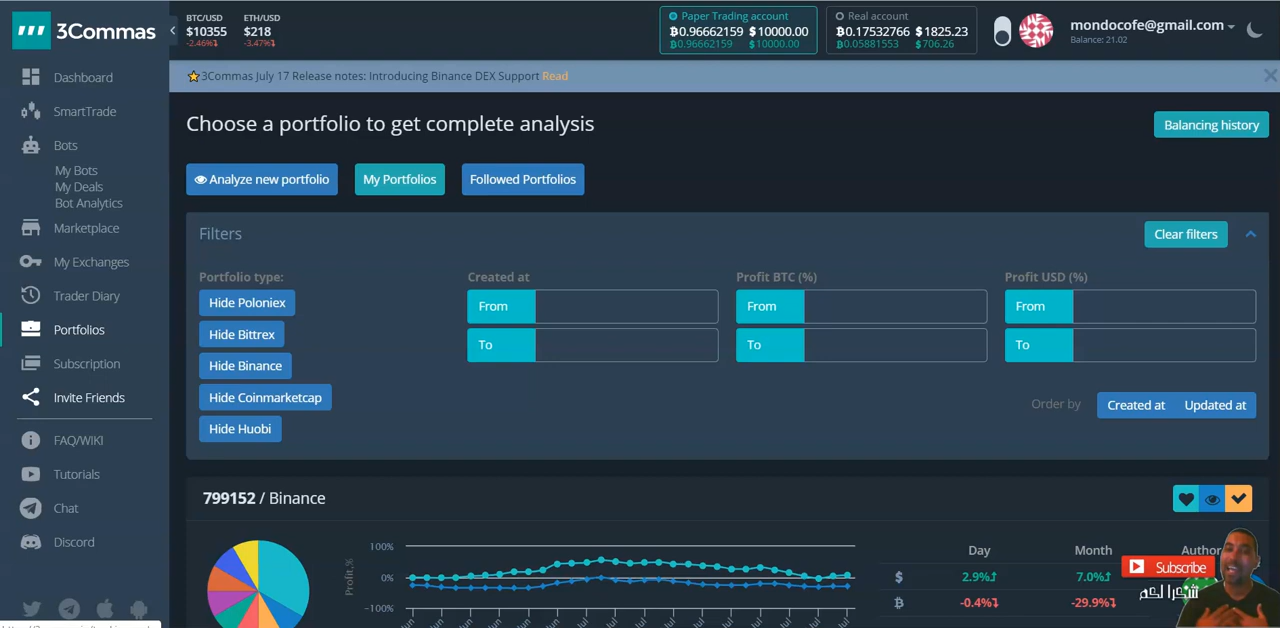 3Commas
BTC/USD
$10355
-2.46%
ETH/USD
$218
-3.47%
Paper Trading account
0.96662159 $10000.00
0.96662159 $10000.00
Real account
0.17532766 $1825.23
0.05881553 $706.26
mondocofe@gmail.com
Balance: 21.02
3Commas July 17 Release notes: Introducing Binance DEX Support Read
Dashboard
SmartTrade
Bots
My Bots
My Deals
Bot Analytics
Marketplace
My Exchanges
Trader Diary
Portfolios
Subscription
Invite Friends
FAQ/WIKI
Tutorials
Chat
Discord
Choose a portfolio to get complete analysis
Balancing history
Analyze new portfolio
My Portfolios
Followed Portfolios
Filters
Clear filters
Portfolio type:
Hide Poloniex
Hide Bittrex
Hide Binance
Hide Coinmarketcap
Hide Huobi
Created at
From
To
Profit BTC (%)
From
To
Profit USD (%)
From
To
Order by
Created at
Updated at
799152 / Binance
Profit,%
100%
0%
-100%
Day
Month
Author
$
2.9%
7.0%
-0.4%
-29.9%
Subscribe
شكرا لكم